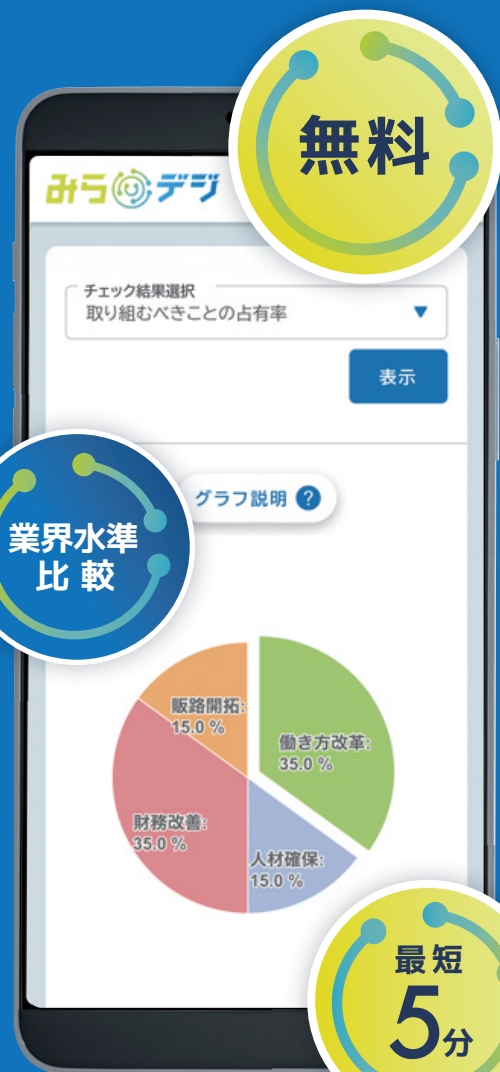 無料
みらデジ
チェック結果選択
取り組むべきことの占有率
表示
グラフ説明 ?
業界水準
比較
販路開拓:
15.0 %
働き方改革:
35.0 %
財務改善:
35.0 %
人材確保:
15.0 %
最短
5分